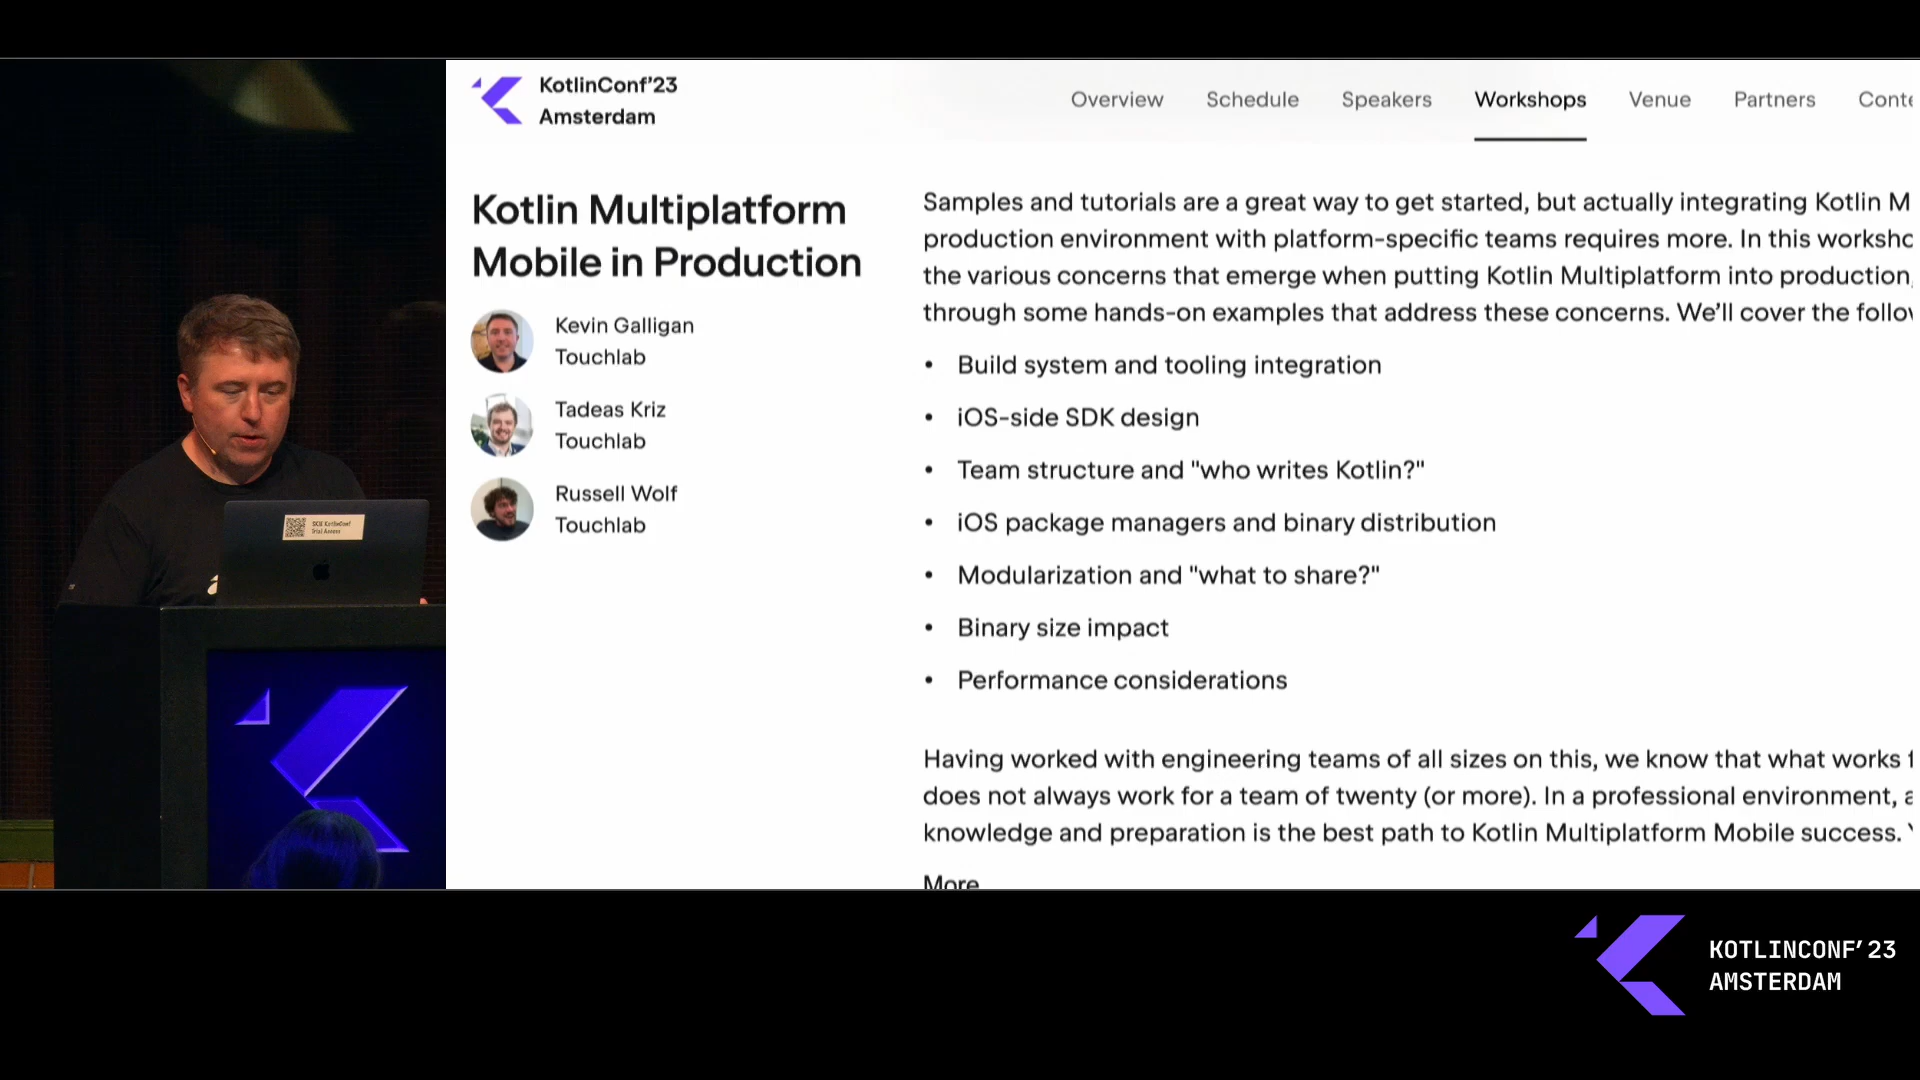 KotlinConf’23
Amsterdam
Overview Schedule Speakers Workshops Venue Partners
Kotlin Multiplatform
Mobile in Production
Kevin Galligan
Touchlab
Tadeas Kriz
Touchlab
Russell Wolf
Touchlab
Samples and tutorials are a great way to get started, but actually integrating Kotlin M
production environment with platform-specific teams requires more. In this worksho
the various concerns that emerge when putting Kotlin Multiplatform into production,
through some hands-on examples that address these concerns. We’ll cover the follow
• Build system and tooling integration
• iOS-side SDK design
• Team structure and "who writes Kotlin?"
• iOS package managers and binary distribution
• Modularization and "what to share?"
• Binary size impact
• Performance considerations
Having worked with engineering teams of all sizes on this, we know that what works f
does not always work for a team of twenty (or more). In a professional environment, a
knowledge and preparation is the best path to Kotlin Multiplatform Mobile success.
More
KOTLINCONF’23
AMSTERDAM